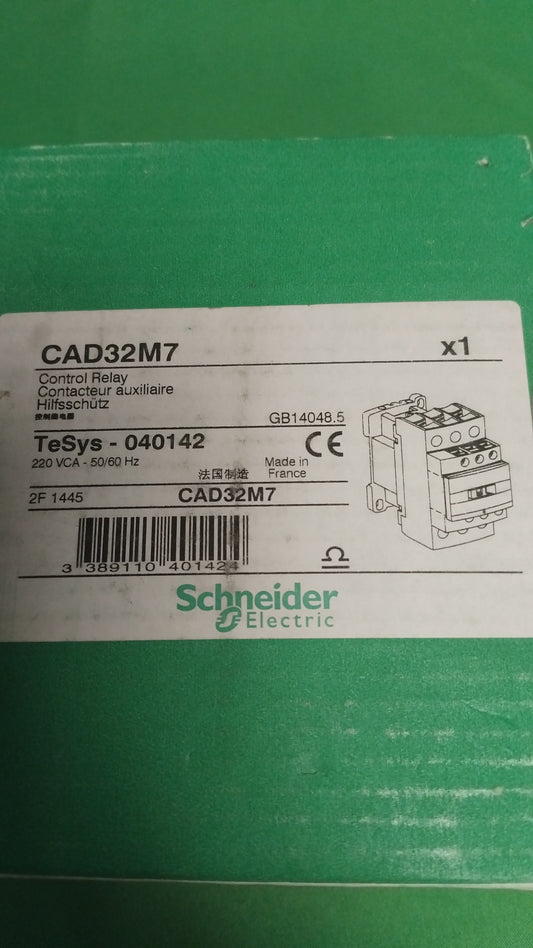 CAD32M7 x1
Control Relay
Contacteur auxiliaire
Hilfsschütz
控制继电器 GB14048.5
TeSys - 040142 CE
220 VCA - 50/60 Hz
法国制造 Made in France
2F 1445 CAD32M7
3 389110 401424
Schneider
Electric